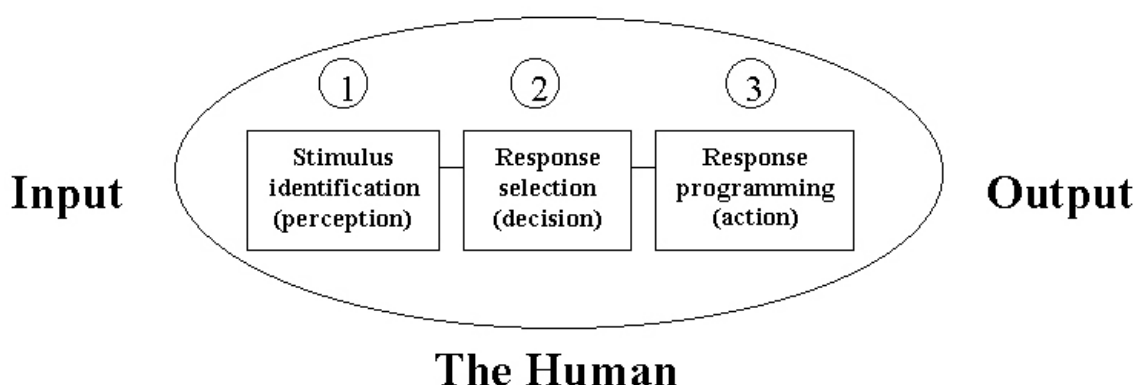 1
2
3
Input
Stimulus
identification
(perception)
Response
selection
(decision)
Response
programming
(action)
Output
The Human